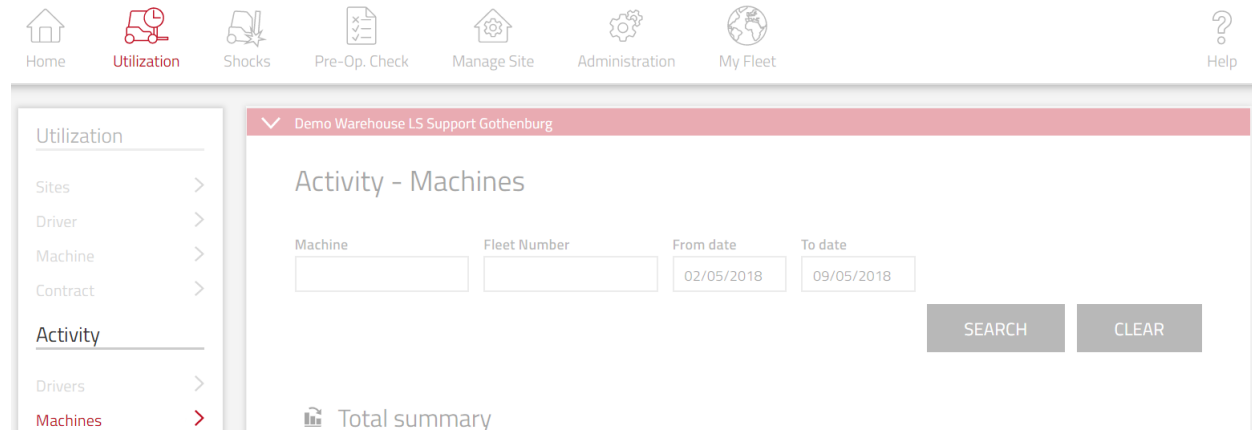 Home Utilization Shocks Pre-Op. Check Manage Site Administration My Fleet Help
Utilization
Sites
Driver
Machine
Contract
Activity
Drivers
Machines
Demo Warehouse LS Support Gothenburg
Activity - Machines
Machine Fleet Number From date To date
02/05/2018 09/05/2018
SEARCH CLEAR
Total summary